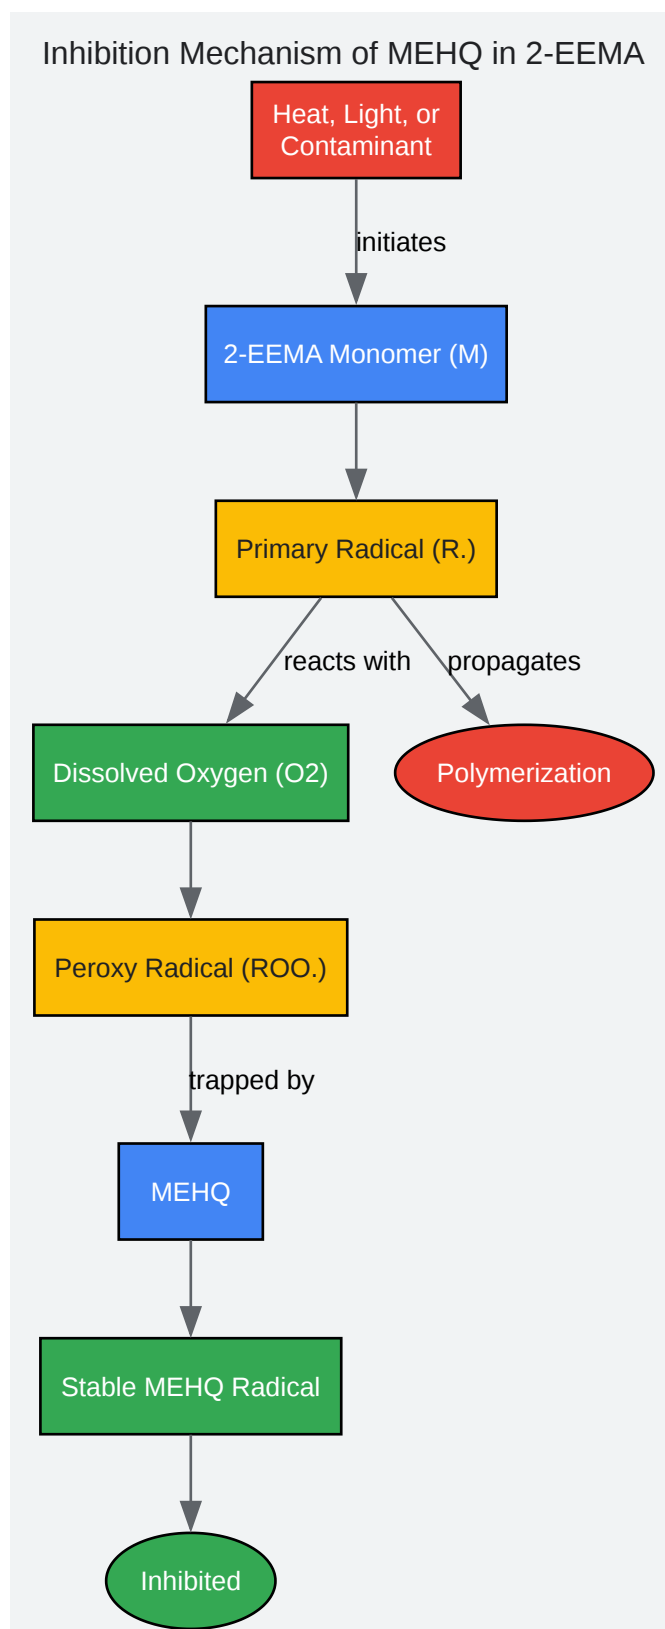 Inhibition Mechanism of MEHQ in 2-EEMA
Heat, Light, or
Contaminant
initiates
2-EEMA Monomer (M)
Primary Radical (R.)
reacts with
propagates
Dissolved Oxygen (O2)
Polymerization
Peroxy Radical (ROO.)
trapped by
MEHQ
Stable MEHQ Radical
Inhibited